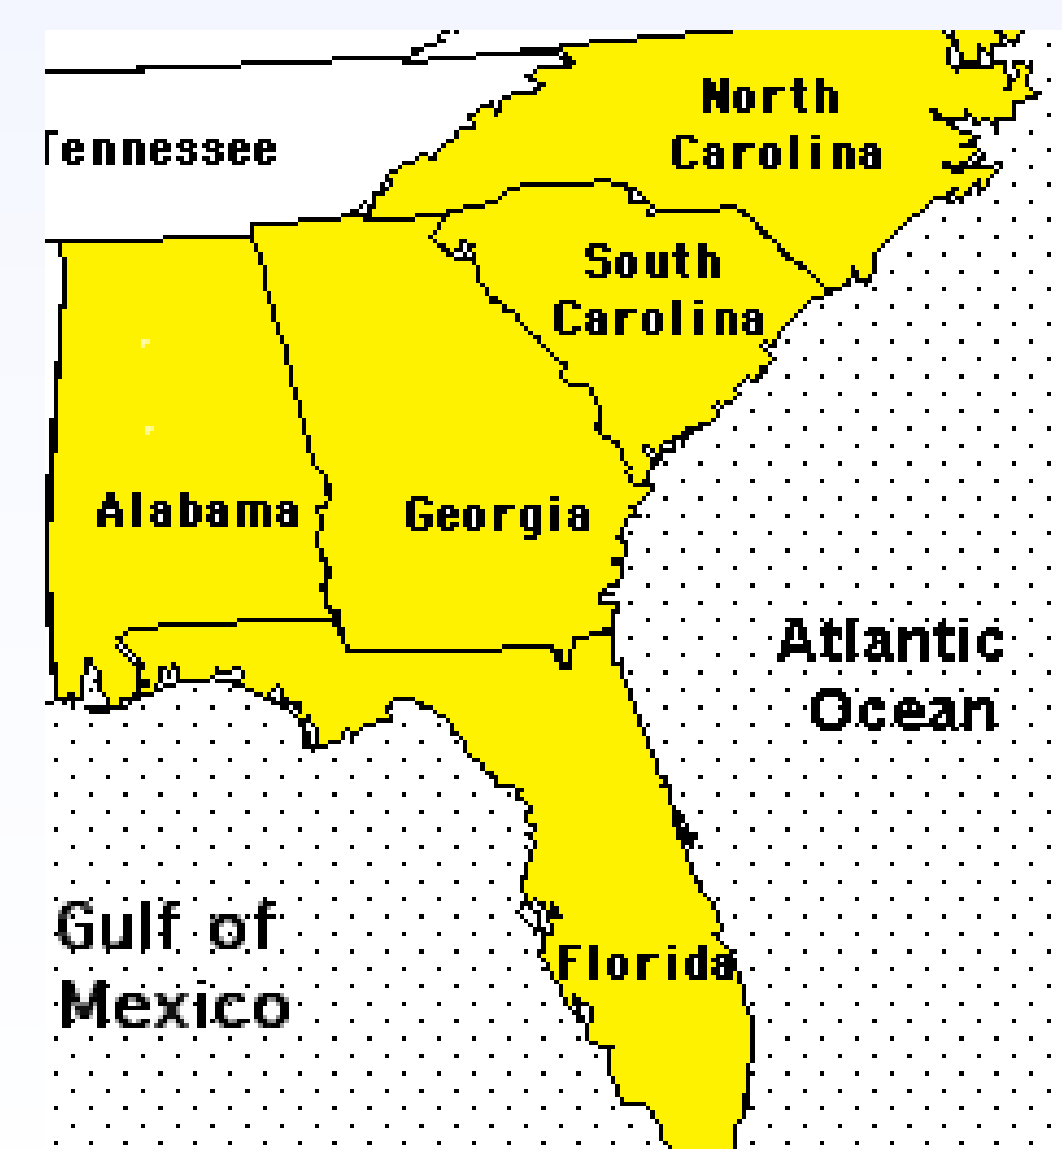 North
Carolina
Tennessee
South
Carolina
Alabama
Georgia
Atlantic
Ocean
Gulf of
Mexico
Florida